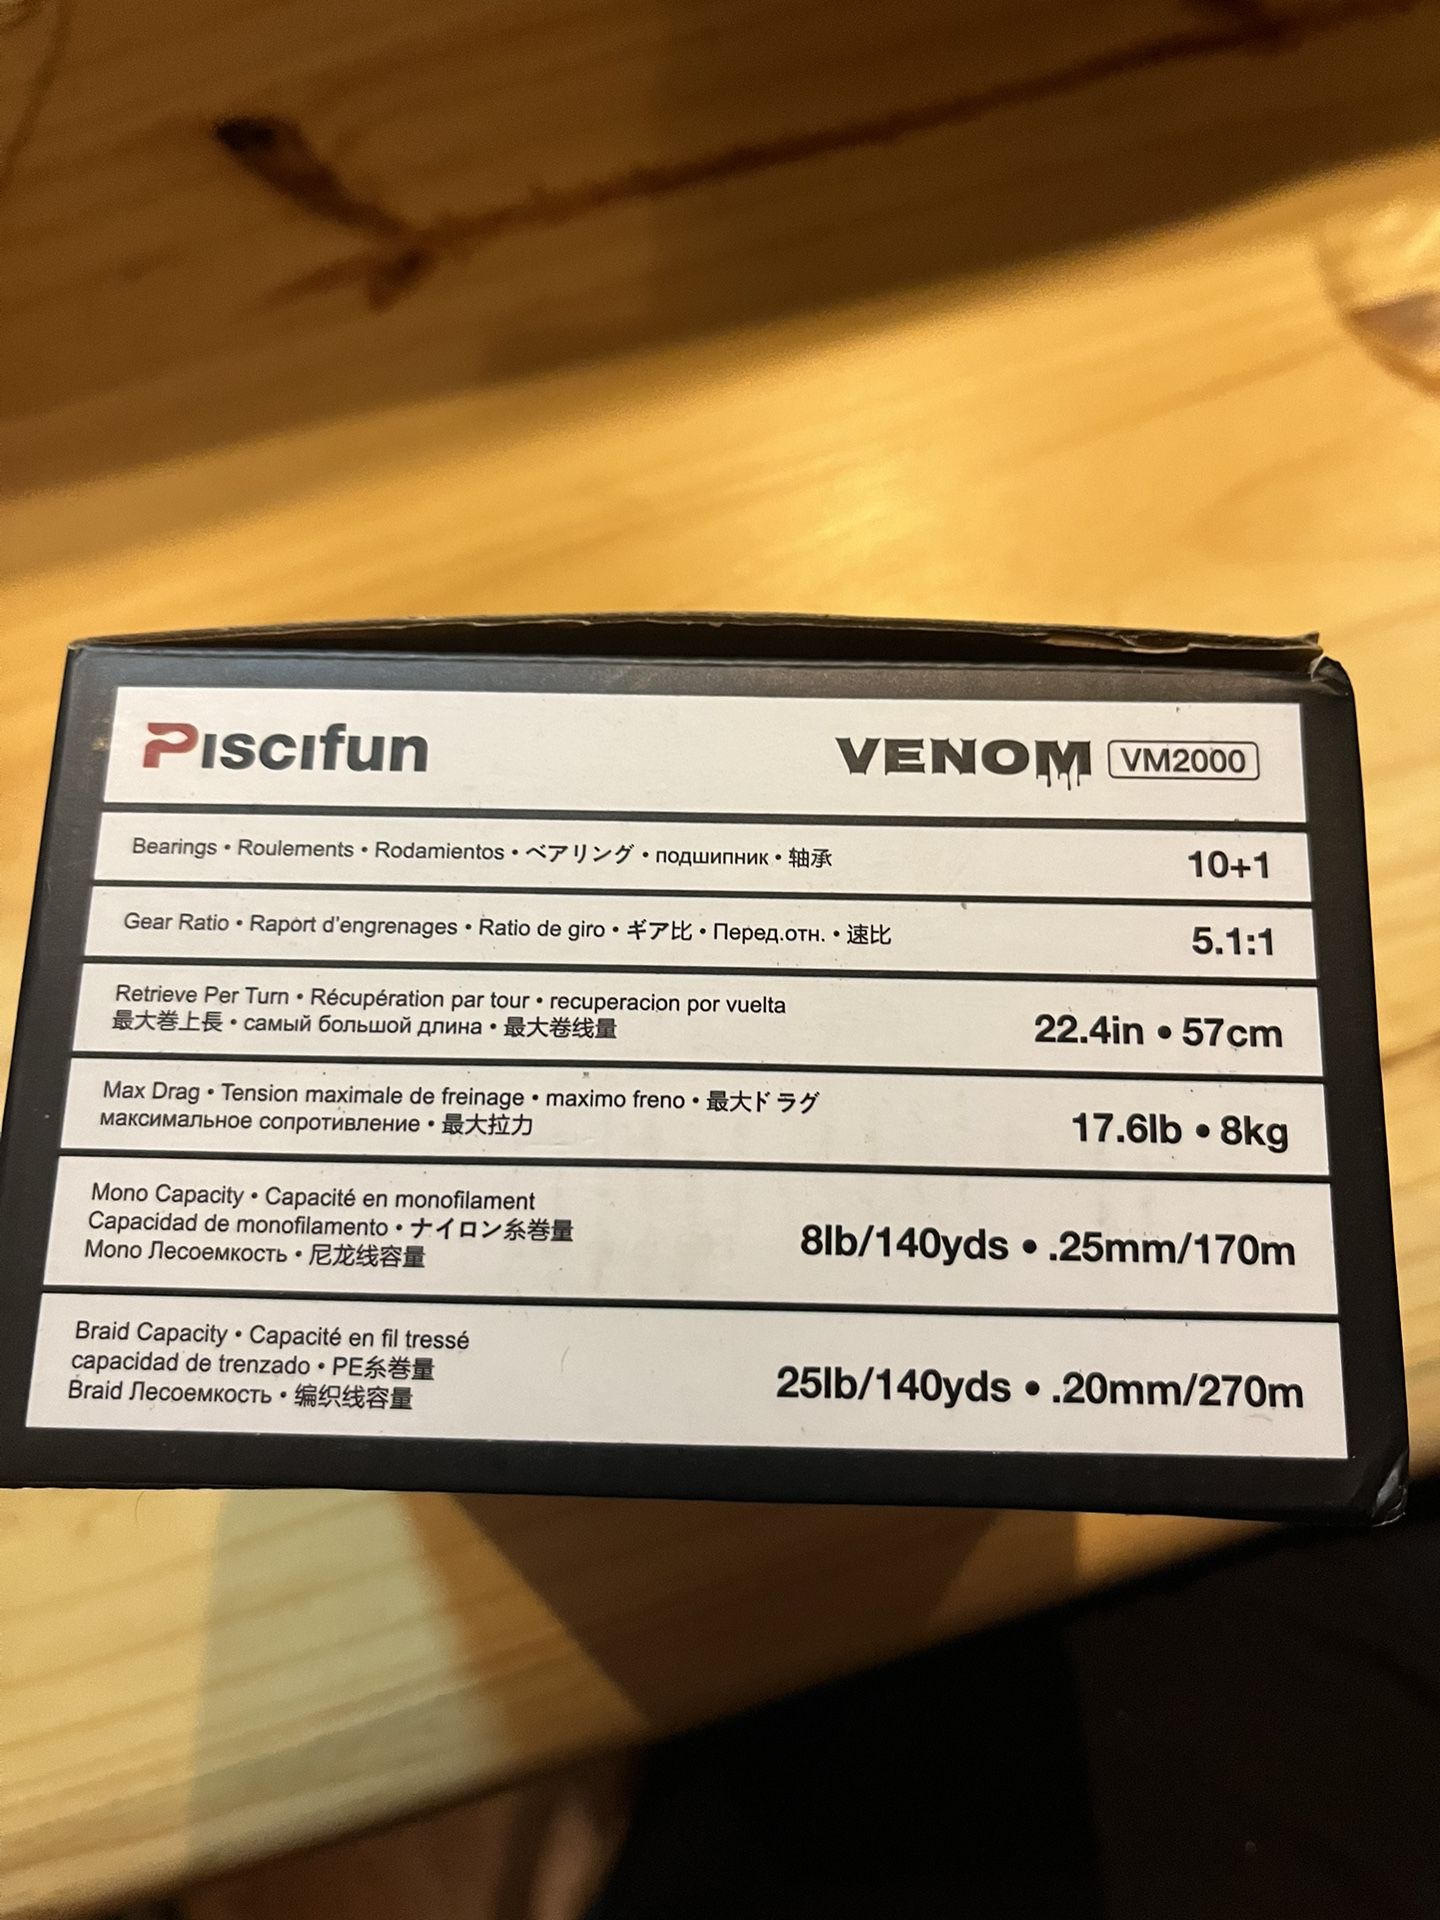 Piscifun
VENOM VM2000
Bearings • Roulements • Rodamientos • ベアリング • подшипник • 轴承
10+1
Gear Ratio • Raport d'engrenages • Ratio de giro • ギア比 • Перед.отн. • 速比
5.1:1
Retrieve Per Turn • Récupération par tour • recuperacion por vuelta
最大巻上長 • самый большой длина • 最大卷线量
22.4in • 57cm
Max Drag • Tension maximale de freinage • maximo freno • 最大ドラグ
максимальное сопротивление • 最大拉力
17.6lb • 8kg
Mono Capacity • Capacité en monofilament
Capacidad de monofilamento • ナイロン糸巻量
Mono Лесоемкость • 尼龙线容量
8lb/140yds • .25mm/170m
Braid Capacity • Capacité en fil tressé
capacidad de trenzado • PE糸巻量
Braid Лесоемкость • 编织线容量
25lb/140yds • .20mm/270m